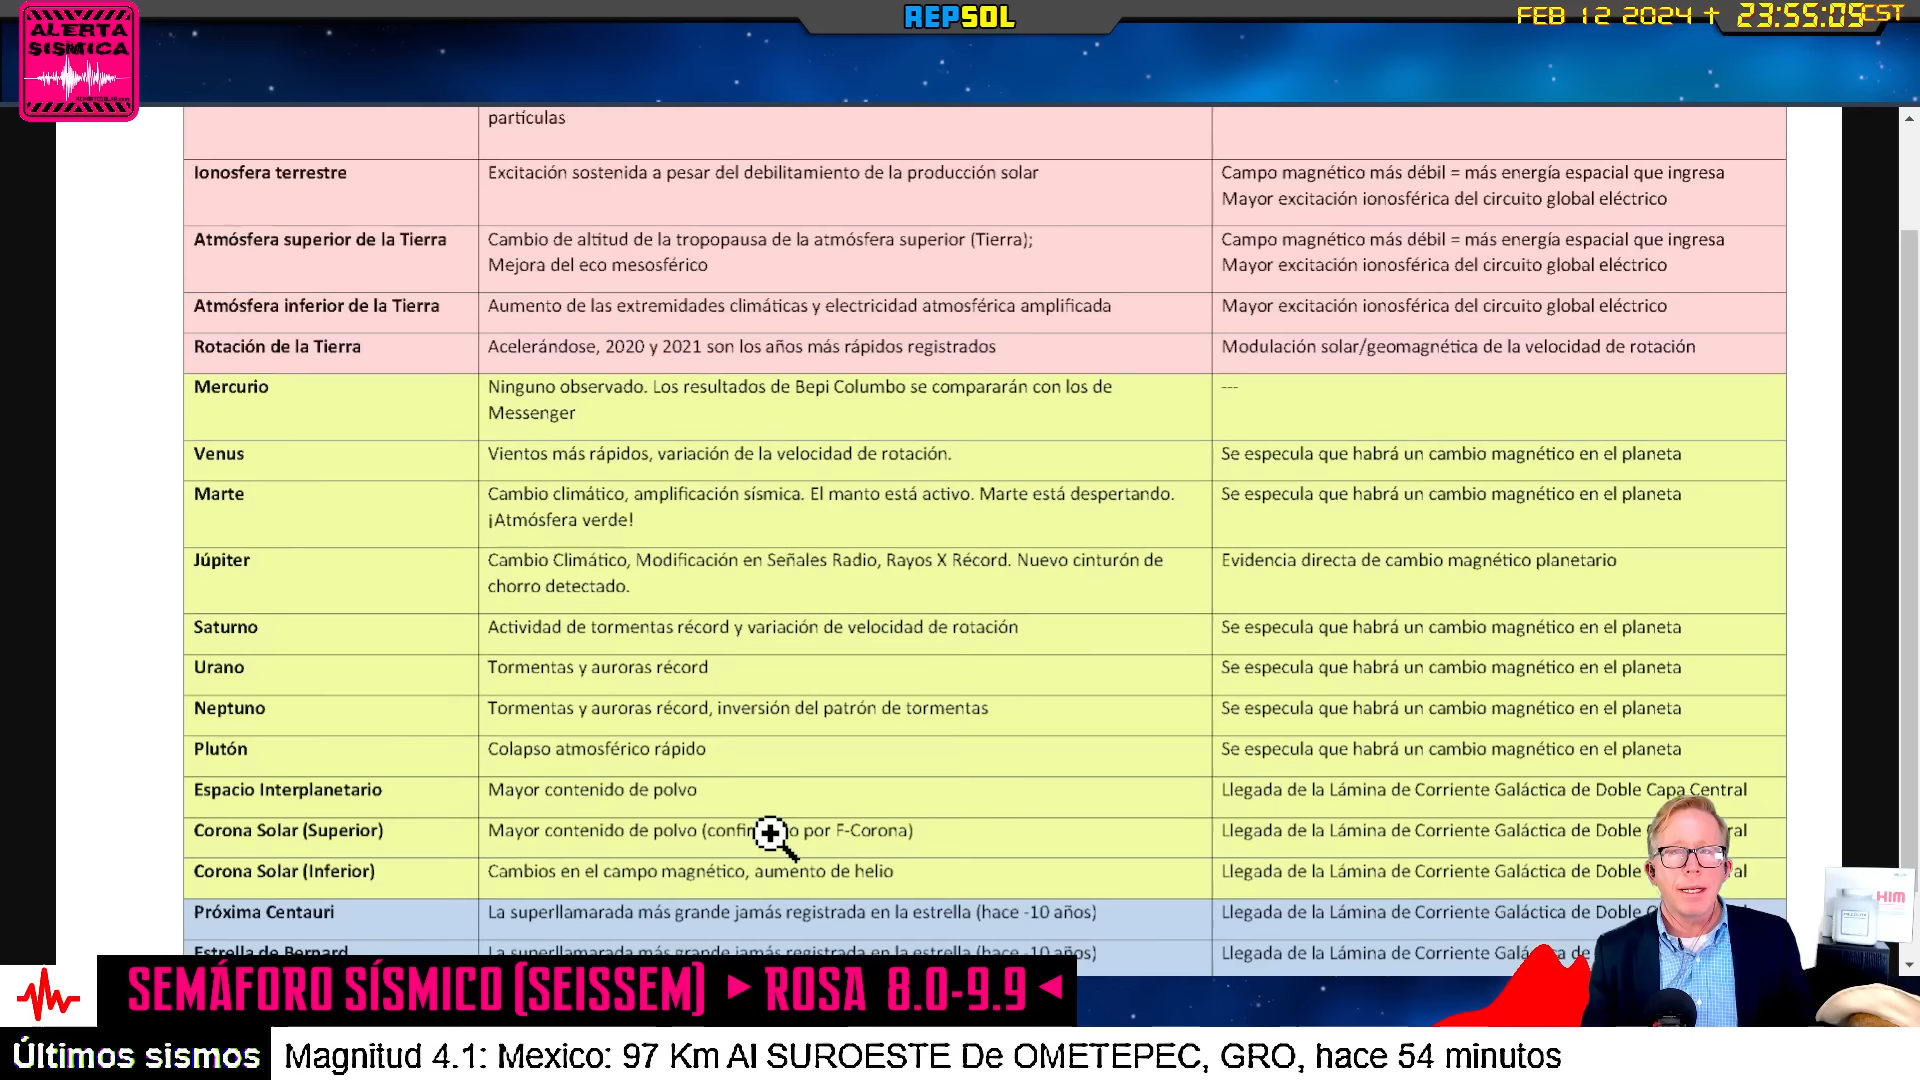 ALERTA
SISMICA
REPSOL
FEB 12 2024 + 23:55:09 CST
partículas
Ionosfera terrestre
Excitación sostenida a pesar del debilitamiento de la producción solar
Campo magnético más débil = más energía espacial que ingresa
Mayor excitación ionosférica del circuito global eléctrico
Atmósfera superior de la Tierra
Cambio de altitud de la tropopausa de la atmósfera superior (Tierra);
Mejora del eco mesosférico
Campo magnético más débil = más energía espacial que ingresa
Mayor excitación ionosférica del circuito global eléctrico
Atmósfera inferior de la Tierra
Aumento de las extremidades climáticas y electricidad atmosférica amplificada
Mayor excitación ionosférica del circuito global eléctrico
Rotación de la Tierra
Acelerándose, 2020 y 2021 son los años más rápidos registrados
Modulación solar/geomagnética de la velocidad de rotación
Mercurio
Ninguno observado. Los resultados de Bepi Columbo se compararán con los de
Messenger
---
Venus
Vientos más rápidos, variación de la velocidad de rotación.
Se especula que habrá un cambio magnético en el planeta
Marte
Cambio climático, amplificación sísmica. El manto está activo. Marte está despertando.
¡Atmósfera verde!
Se especula que habrá un cambio magnético en el planeta
Júpiter
Cambio Climático, Modificación en Señales Radio, Rayos X Récord. Nuevo cinturón de
chorro detectado.
Evidencia directa de cambio magnético planetario
Saturno
Actividad de tormentas récord y variación de velocidad de rotación
Se especula que habrá un cambio magnético en el planeta
Urano
Tormentas y auroras récord
Se especula que habrá un cambio magnético en el planeta
Neptuno
Tormentas y auroras récord, inversión del patrón de tormentas
Se especula que habrá un cambio magnético en el planeta
Plutón
Colapso atmosférico rápido
Se especula que habrá un cambio magnético en el planeta
Espacio Interplanetario
Mayor contenido de polvo
Llegada de la Lámina de Corriente Galáctica de Doble Capa Central
Corona Solar (Superior)
Mayor contenido de polvo por F-Corona)
Llegada de la Lámina de Corriente Galáctica de Doble
Corona Solar (Inferior)
Cambios en el campo magnético, aumento de helio
Llegada de la Lámina de Corriente Galáctica de Doble
Próxima Centauri
La superllamarada más grande jamás registrada en la estrella (hace -10 años)
Llegada de la Lámina de Corriente Galáctica de Doble
Estrella de Bernard
La superllamarada más grande jamás registrada en la estrella (hace -10 años)
Llegada de la Lámina de Corriente de
HIM
SEMÁFORO SÍSMICO (SEISSEM) ► ROSA 8.0-9.9 ◄
Últimos sismos
Magnitud 4.1: Mexico: 97 Km Al SUROESTE De OMETEPEC, GRO, hace 54 minutos